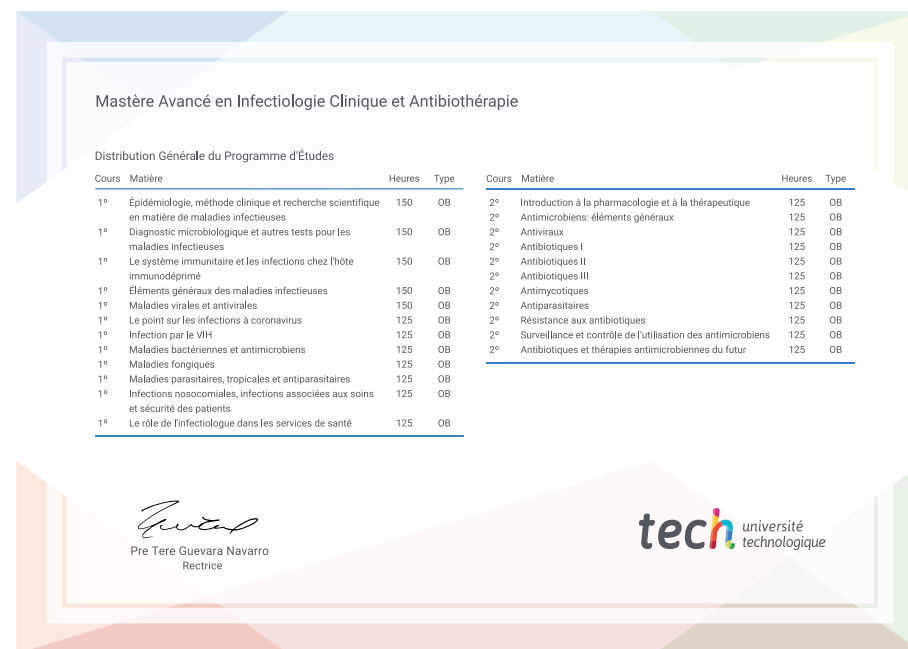 Mastère Avancé en Infectiologie Clinique et Antibiothérapie
Distribution Générale du Programme d'Études
Cours Matière Heures Type
1º Épidémiologie, méthode clinique et recherche scientifique 150 OB
en matière de maladies infectieuses
1º Diagnostic microbiologique et autres tests pour les 150 OB
maladies infectieuses
1º Le système immunitaire et les infections chez l'hôte 150 OB
immunodéprimé
1º Éléments généraux des maladies infectieuses 150 OB
1º Maladies virales et antivirales 150 OB
1º Le point sur les infections à coronavirus 125 OB
1º Infection par le VIH 125 OB
1º Maladies bactériennes et antimicrobiens 125 OB
1º Maladies fongiques 125 OB
1º Maladies parasitaires, tropicales et antiparasitaires 125 OB
1º Infections nosocomiales, infections associées aux soins 125 OB
et sécurité des patients
1º Le rôle de l'infectiologue dans les services de santé 125 OB
Cours Matière Heures Type
2º Introduction à la pharmacologie et à la thérapeutique 125 OB
2º Antimicrobiens: éléments généraux 125 OB
2º Antiviraux 125 OB
2º Antibiotiques I 125 OB
2º Antibiotiques II 125 OB
2º Antibiotiques III 125 OB
2º Antimycotiques 125 OB
2º Antiparasitaires 125 OB
2º Résistance aux antibiotiques 125 OB
2º Surveillance et contrôle de l'utilisation des antimicrobiens 125 OB
2º Antibiotiques et thérapies antimicrobiennes du futur 125 OB
Pre Tere Guevara Navarro
Rectrice
tech université
technologique